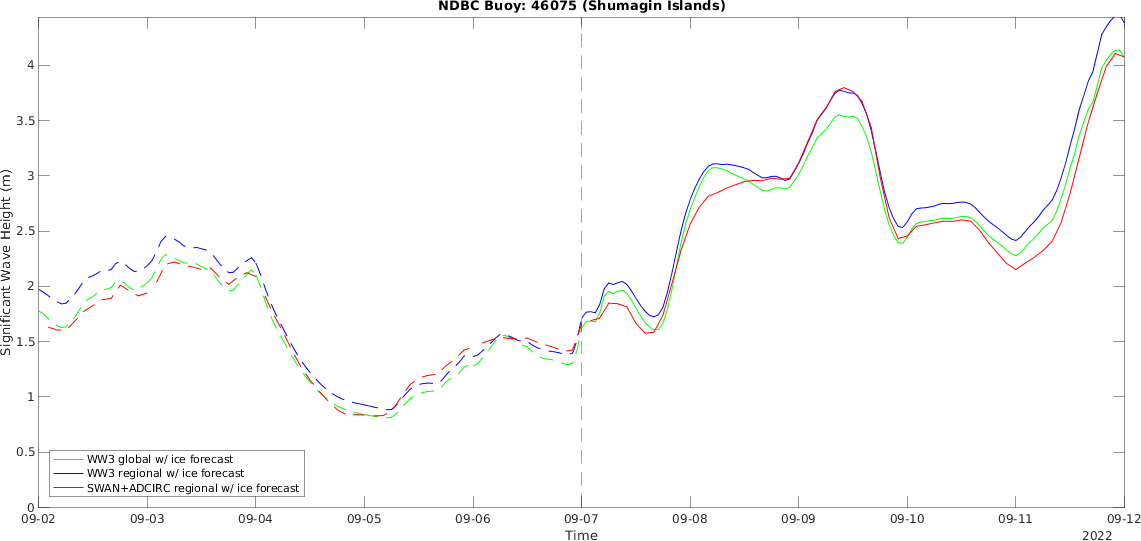 NDBC Buoy: 46075 (Shumagin Islands)
Significant Wave Height (m)
4
3.5
3
2.5
2
1.5
1
0.5
0
WW3 global w/ ice forecast
WW3 regional w/ ice forecast
SWAN+ADCIRC regional w/ ice forecast
09-02 09-03 09-04 09-05 09-06 09-07 09-08 09-09 09-10 09-11 09-12
Time
2022